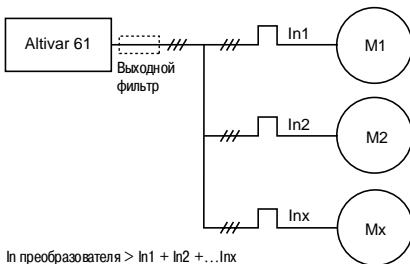 Altivar 61
Выходной
фильтр
In1
M1
In2
M2
Inx
Mx
In преобразователя > In1 + In2 +…Inx